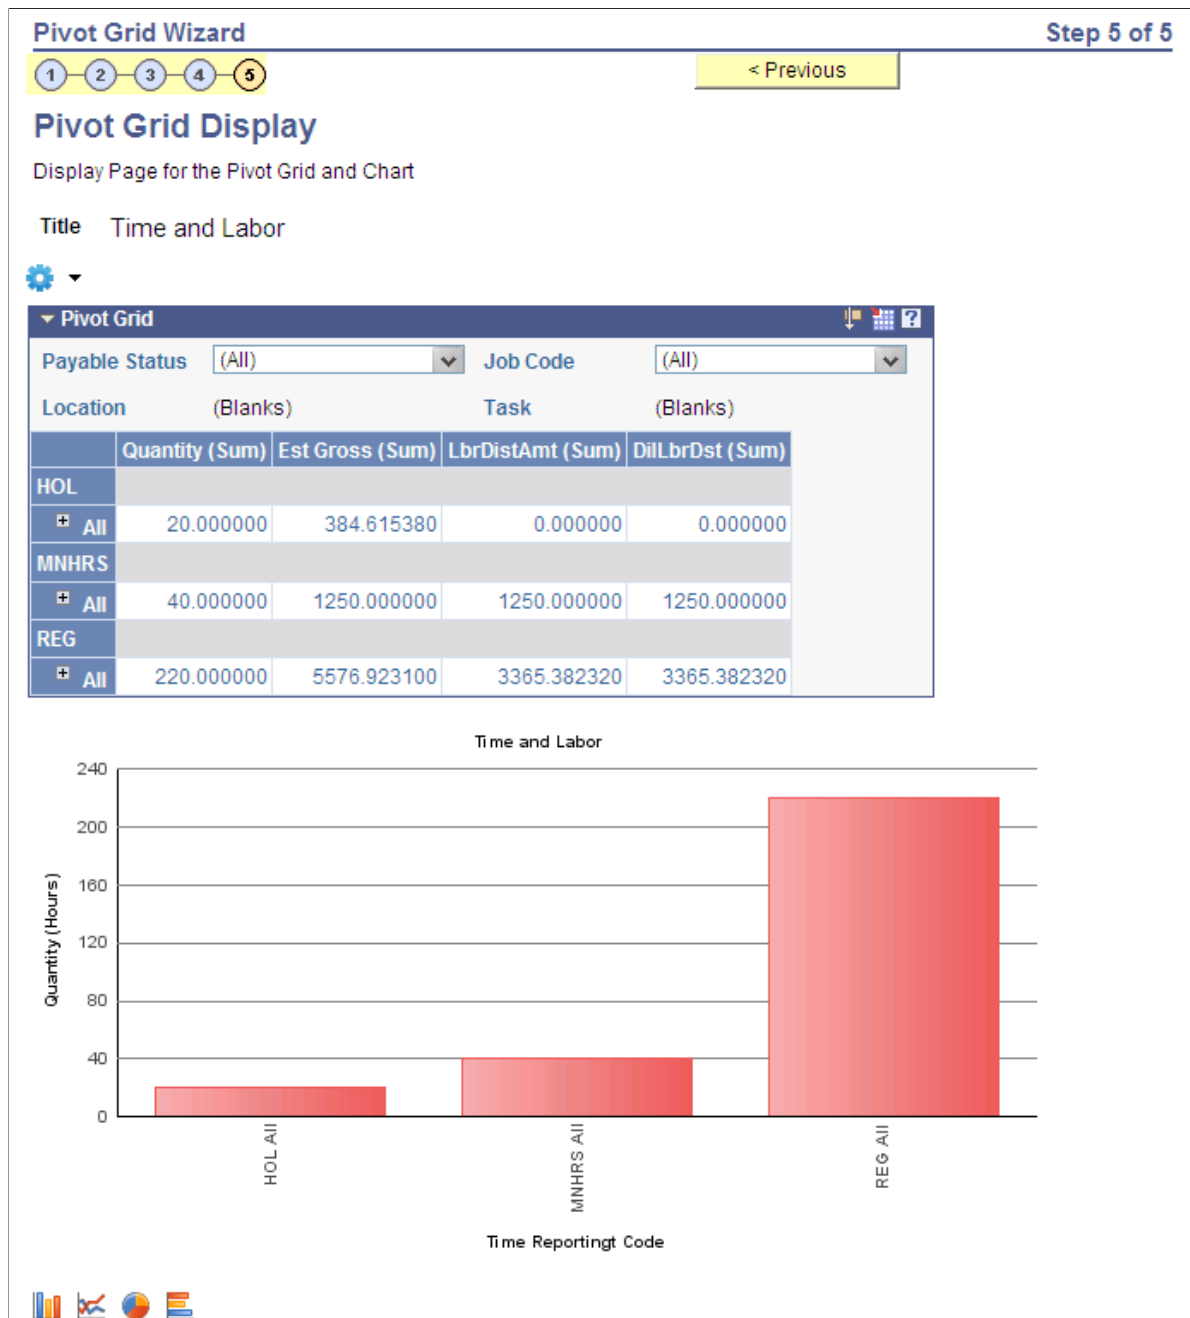 Pivot Grid Wizard Step 5 of 5
1 2 3 4 5 < Previous
Pivot Grid Display
Display Page for the Pivot Grid and Chart
Title Time and Labor
Pivot Grid ?
Payable Status (All) Job Code (All)
Location (Blanks) Task (Blanks)
Quantity (Sum) Est Gross (Sum) LbrDistAmt (Sum) DilLbrDst (Sum)
HOL
All 20.000000 384.615380 0.000000 0.000000
MNHRS
All 40.000000 1250.000000 1250.000000 1250.000000
REG
All 220.000000 5576.923100 3365.382320 3365.382320
Time and Labor
Quantity (Hours)
240
200
160
120
80
40
0
HOL All
MNHRS All
REG All
Time Reportingt Code